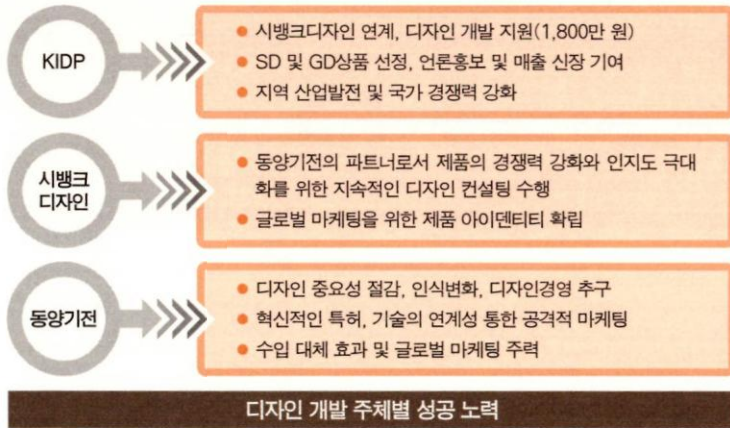 KIDP
● 시뱅크디자인 연계, 디자인 개발 지원(1,800만 원)
● SD 및 GD상품 선정, 언론홍보 및 매출 신장 기여
● 지역 산업발전 및 국가 경쟁력 강화
시뱅크
디자인
● 동양기전의 파트너로서 제품의 경쟁력 강화와 인지도 극대
화를 위한 지속적인 디자인 컨설팅 수행
● 글로벌 마케팅을 위한 제품 아이덴티티 확립
동양기전
● 디자인 중요성 절감, 인식변화, 디자인경영 추구
● 혁신적인 특허, 기술의 연계성 통한 공격적 마케팅
● 수입 대체 효과 및 글로벌 마케팅 주력
디자인 개발 주체별 성공 노력